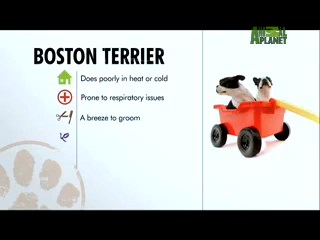 ANIMAL
PLANET
BOSTON TERRIER
Does poorly in heat or cold
Prone to respiratory issues
A breeze to groom